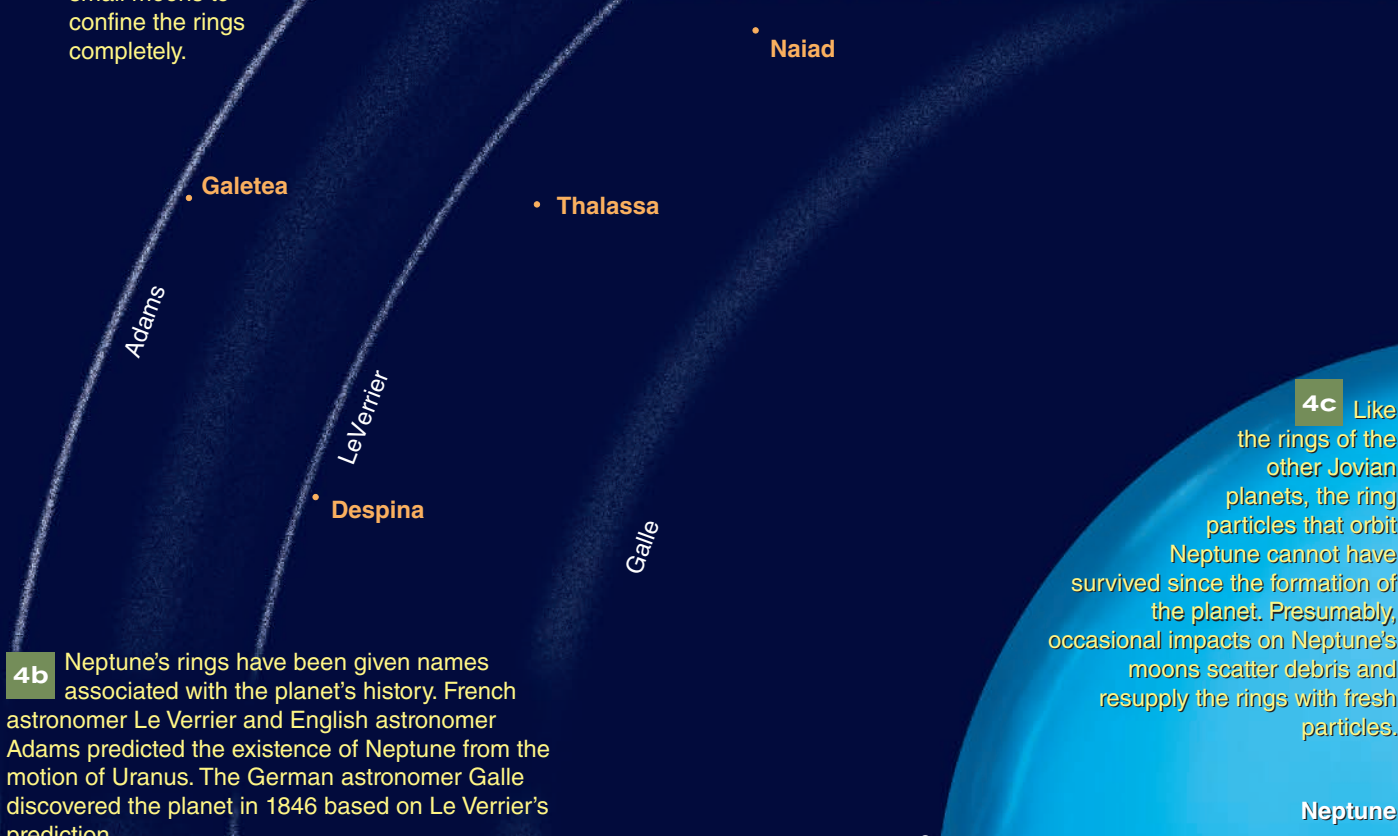 small moons to
confine the rings
completely.
Naiad
Galetea
Thalassa
Adams
LeVerrier
Despina
Galle
4b Neptune's rings have been given names
associated with the planet's history. French
astronomer Le Verrier and English astronomer
Adams predicted the existence of Neptune from the
motion of Uranus. The German astronomer Galle
discovered the planet in 1846 based on Le Verrier's
prediction.
4c Like
the rings of the
other Jovian
planets, the ring
particles that orbit
Neptune cannot have
survived since the formation of
the planet. Presumably,
occasional impacts on Neptune's
moons scatter debris and
resupply the rings with fresh
particles.
Neptune